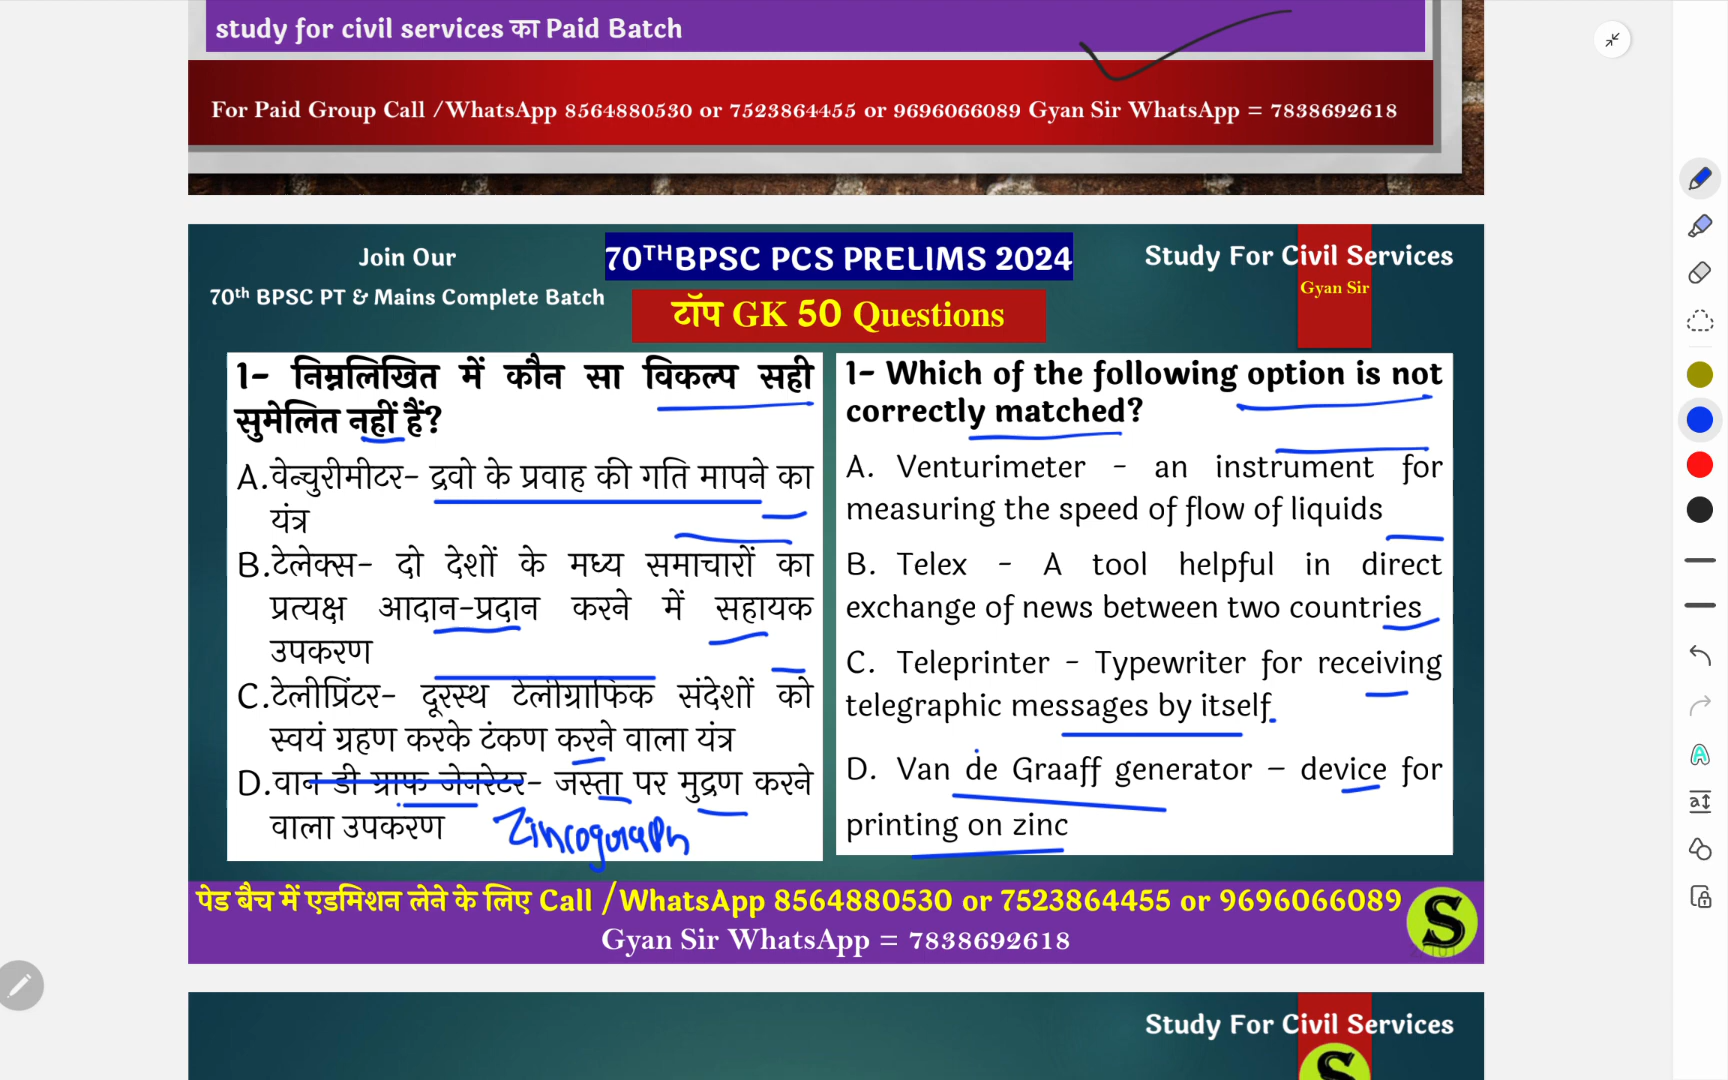 study for civil services का Paid Batch
For Paid Group Call /WhatsApp 8564880530 or 7523864455 or 9696066089 Gyan Sir WhatsApp = 7838692618
Join Our
70th BPSC PT & Mains Complete Batch
70THBPSC PCS PRELIMS 2024
टॉप GK 50 Questions
Study For Civil Services
Gyan Sir
1- निम्नलिखित में कौन सा विकल्प सही
सुमेलित नहीं हैं?
A.वेन्चुरीमीटर- द्रवो के प्रवाह की गति मापने का
यंत्र
B.टेलेक्स- दो देशों के मध्य समाचारों का
प्रत्यक्ष आदान-प्रदान करने में सहायक
उपकरण
C.टेलीप्रिंटर- दूरस्थ टेलीग्राफिक संदेशों को
स्वयं ग्रहण करके टंकण करने वाला यंत्र
D.वान डी ग्राफ जेनरेटर- जस्ता पर मुद्रण करने
वाला उपकरण
Zincograph
1- Which of the following option is not
correctly matched?
A. Venturimeter - an instrument for
measuring the speed of flow of liquids
B. Telex - A tool helpful in direct
exchange of news between two countries
C. Teleprinter - Typewriter for receiving
telegraphic messages by itself.
D. Van de Graaff generator – device for
printing on zinc
पेड बैच में एडमिशन लेने के लिए Call /WhatsApp 8564880530 or 7523864455 or 9696066089
Gyan Sir WhatsApp = 7838692618
S
Study For Civil Services
S